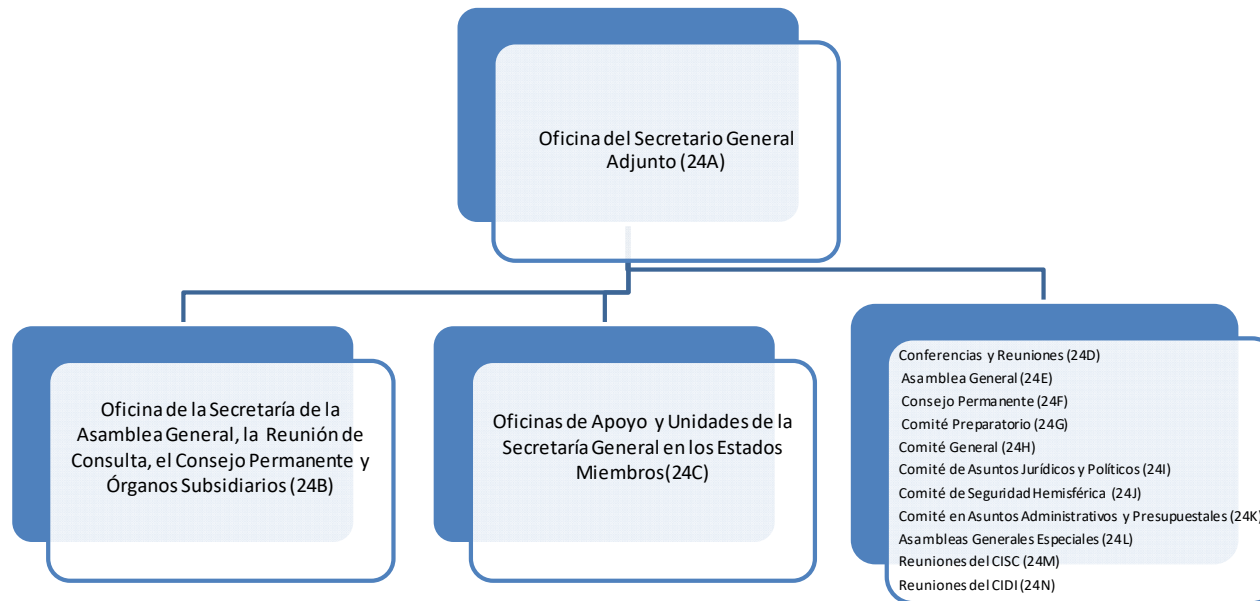 Oficina del Secretario General
Adjunto (24A)
Oficina de la Secretaría de la
Asamblea General, la Reunión de
Consulta, el Consejo Permanente y
Órganos Subsidiarios (24B)
Oficinas de Apoyo y Unidades de la
Secretaría General en los Estados
Miembros(24C)
Conferencias y Reuniones (24D)
Asamblea General (24E)
Consejo Permanente (24F)
Comité Preparatorio (24G)
Comité General (24H)
Comité de Asuntos Jurídicos y Políticos (24I)
Comité de Seguridad Hemisférica (24J)
Comité en Asuntos Administrativos y Presupuestales (24K)
Asambleas Generales Especiales (24L)
Reuniones del CISC (24M)
Reuniones del CIDI (24N)